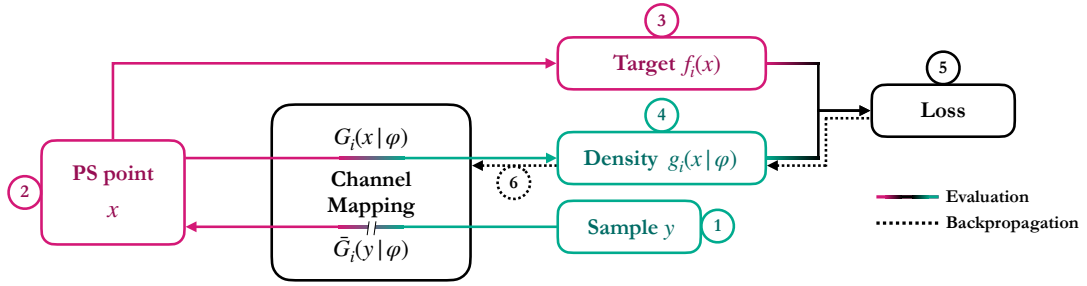 3
Target fᵢ(x)
5
Loss
4
Gᵢ(x | φ)
Density gᵢ(x | φ)
2
PS point
x
6
Channel
Mapping
Evaluation
Sample y
1
Backpropagation
Ḡᵢ(y | φ)